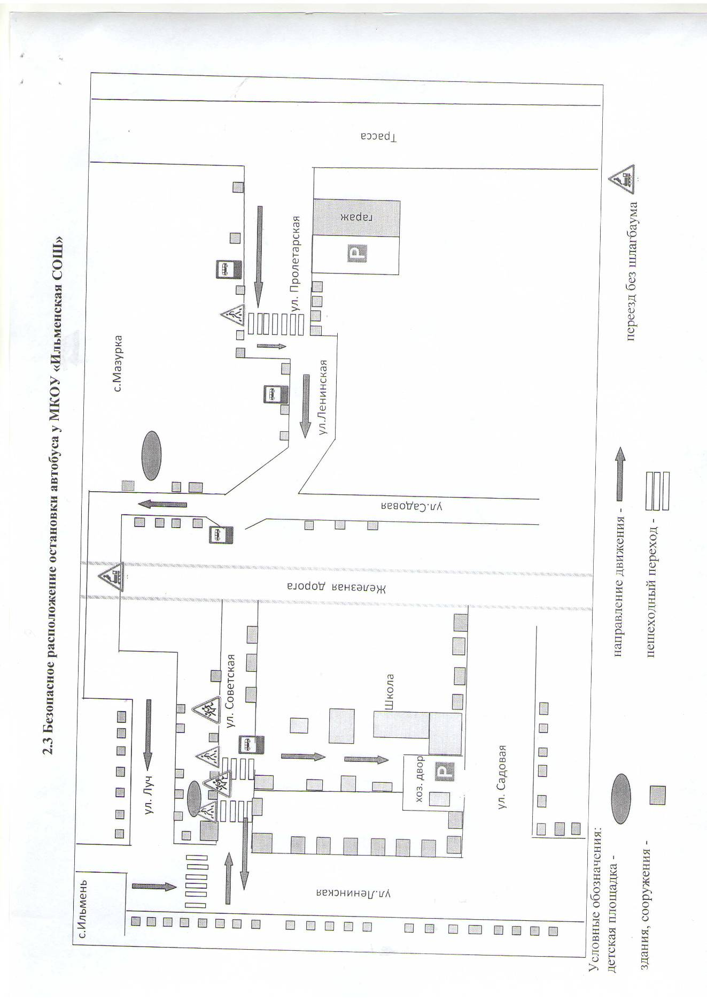 2.3 Безопасное расположение остановки автобуса у МКОУ «Ильменская СОШ»
с.Ильмень
с.Мазурка
ул. Луч
ул. Советская
ул. Пролетарская
ул.Ленинская
гараж
P
Трасса
ул.Садовая
Железная дорога
Школа
хоз. двор
P
ул. Садовая
ул.Ленинская
Условные обозначения:
детская площадка -
направление движения -
переезд без шлагбаума
здания, сооружения -
пешеходный переход -